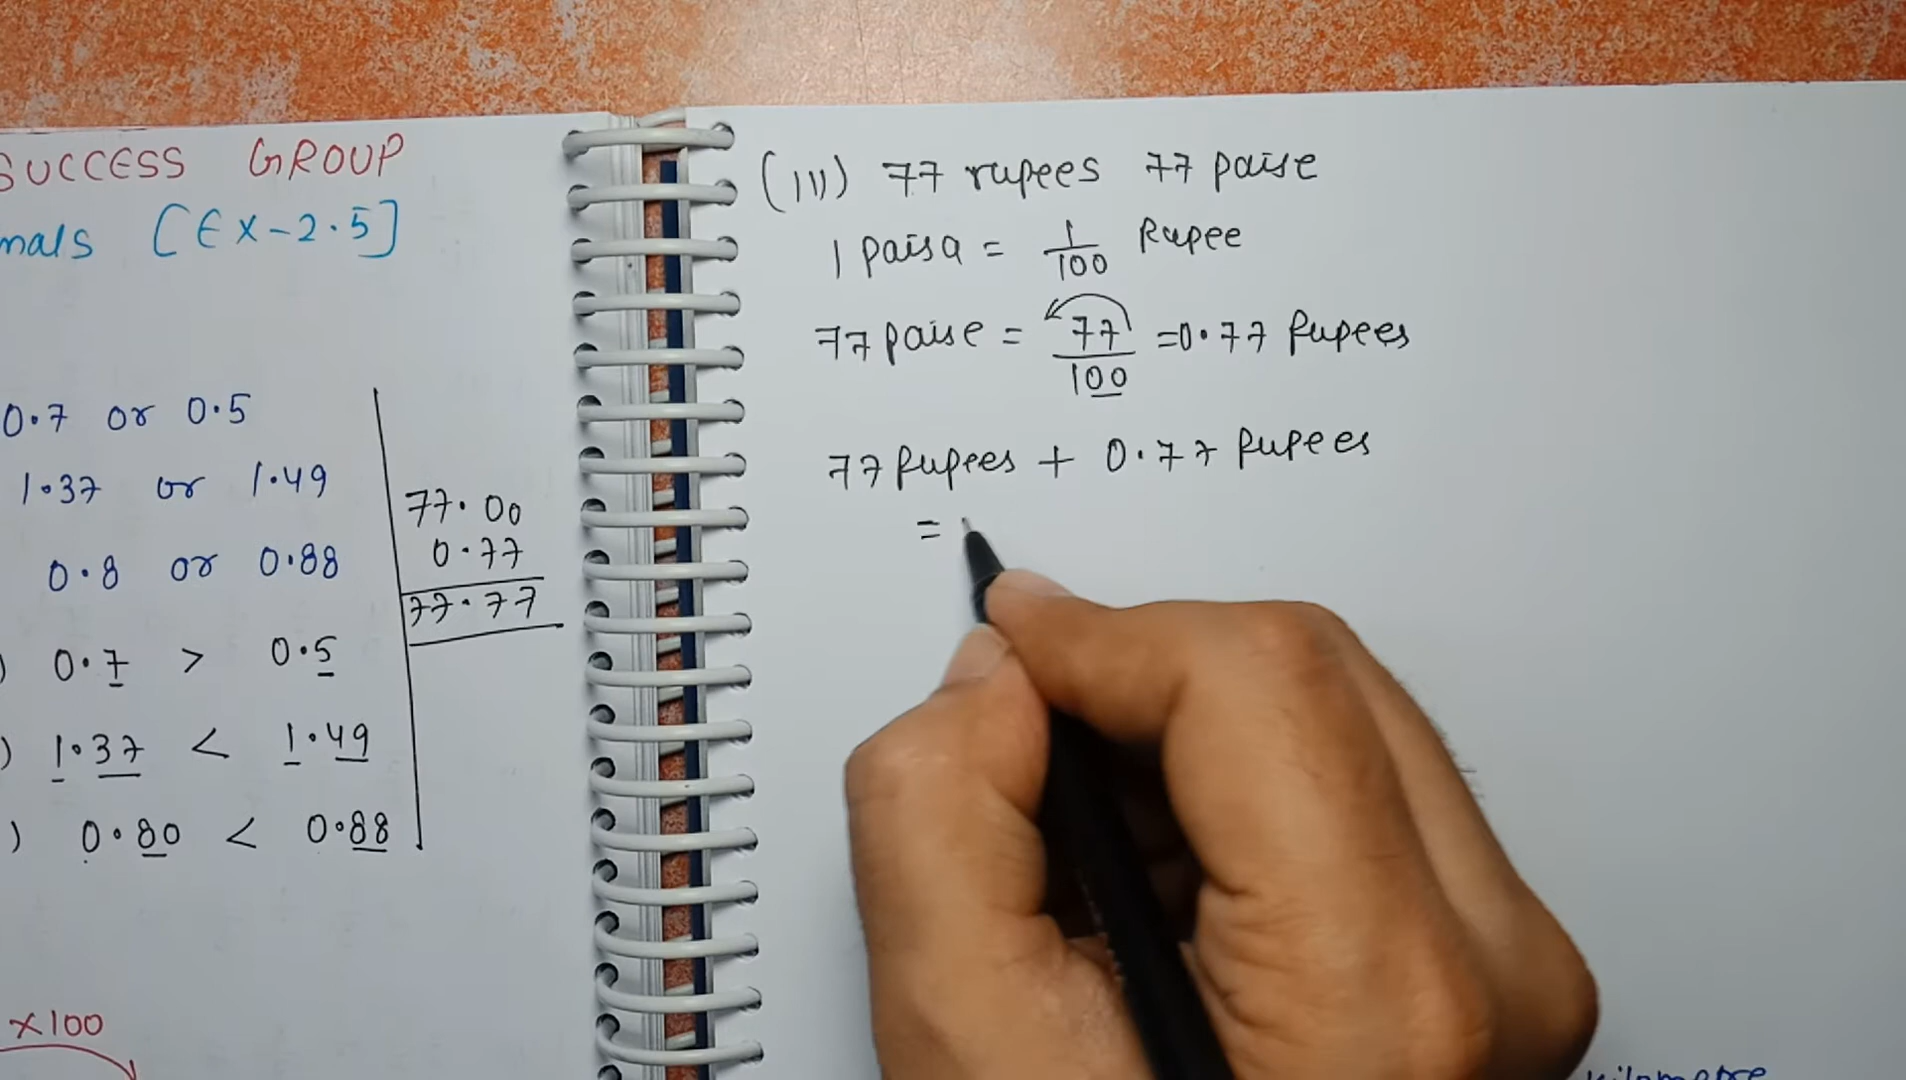 SUCCESS GROUP
mals [EX-2.5]
0.7 or 0.5
1.37 or 1.49
0.8 or 0.88
) 0.7 > 0.5
) 1.37 < 1.49
) 0.80 < 0.88
77.00
0.77
77.77
×100
(III) 77 rupees 77 paise
1 paisa = 1/100 Rupee
77 paise = 77/100 =0.77 Rupees
77 Rupees + 0.77 Rupees
=